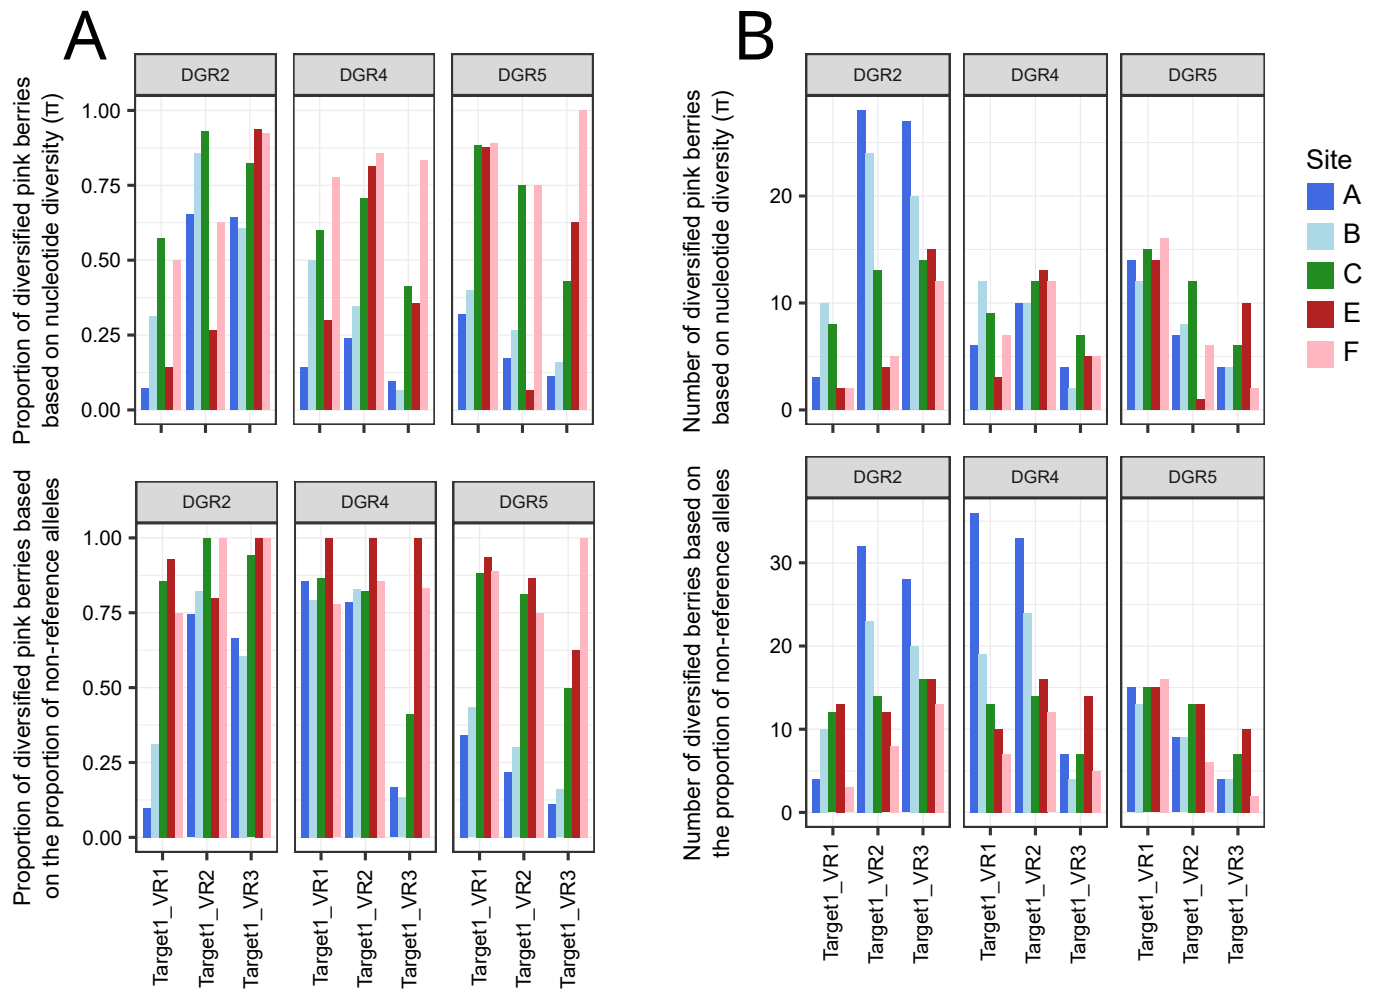 A
Proportion of diversified pink berries
based on nucleotide diversity (π)
DGR2
DGR4
DGR5
1.00
0.75
0.50
0.25
0.00
Proportion of diversified pink berries based
on the proportion of non-reference alleles
DGR2
DGR4
DGR5
1.00
0.75
0.50
0.25
0.00
Target1_VR1
Target1_VR2
Target1_VR3
Target1_VR1
Target1_VR2
Target1_VR3
Target1_VR1
Target1_VR2
Target1_VR3
B
Number of diversified pink berries
based on nucleotide diversity (π)
DGR2
DGR4
DGR5
20
10
0
Number of diversified berries based on
the proportion of non-reference alleles
DGR2
DGR4
DGR5
30
20
10
0
Target1_VR1
Target1_VR2
Target1_VR3
Target1_VR1
Target1_VR2
Target1_VR3
Target1_VR1
Target1_VR2
Target1_VR3
Site
A
B
C
E
F